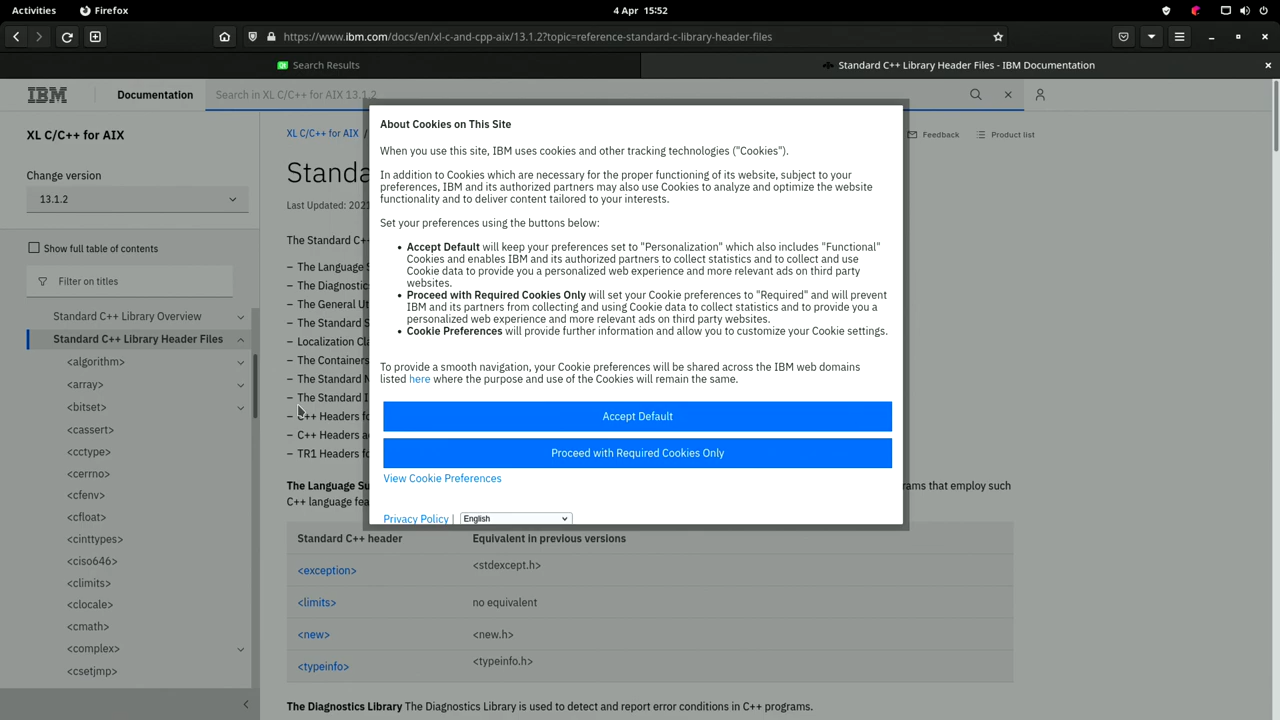 Activities
Firefox
4 Apr 15:52
https://www.ibm.com/docs/en/xl-c-and-cpp-aix/13.1.2?topic=reference-standard-c-library-header-files
Search Results
Standard C++ Library Header Files - IBM Documentation
IBM
Documentation
Search in XL C/C++ for AIX 13.1.2
XL C/C++ for AIX
Change version
13.1.2
Show full table of contents
Filter on titles
Standard C++ Library Overview
Standard C++ Library Header Files
<algorithm>
<array>
<bitset>
<cassert>
<cctype>
<cerrno>
<cfenv>
<cfloat>
<cinttypes>
<ciso646>
<climits>
<clocale>
<cmath>
<complex>
<csetjmp>
XL C/C++ for AIX /
Feedback
Product list
Standa
Last Updated: 2021
The Standard C+
– The Language S
– The Diagnostics
– The General Ut
– The Standard S
– Localization Cla
– The Containers
– The Standard N
– The Standard I
– C++ Headers fo
– C++ Headers ad
– TR1 Headers fo
About Cookies on This Site
When you use this site, IBM uses cookies and other tracking technologies ("Cookies").
In addition to Cookies which are necessary for the proper functioning of its website, subject to your
preferences, IBM and its authorized partners may also use Cookies to analyze and optimize the website
functionality and to deliver content tailored to your interests.
Set your preferences using the buttons below:
• Accept Default will keep your preferences set to "Personalization" which also includes "Functional"
Cookies and enables IBM and its authorized partners to collect statistics and to collect and use
Cookie data to provide you a personalized web experience and more relevant ads on third party
websites.
• Proceed with Required Cookies Only will set your Cookie preferences to "Required" and will prevent
IBM and its partners from collecting and using Cookie data to collect statistics and to provide you a
personalized web experience and more relevant ads on third party websites.
• Cookie Preferences will provide further information and allow you to customize your Cookie settings.
To provide a smooth navigation, your Cookie preferences will be shared across the IBM web domains
listed here where the purpose and use of the Cookies will remain the same.
Accept Default
Proceed with Required Cookies Only
View Cookie Preferences
Privacy Policy | English
The Language Su
rams that employ such
C++ language fea
Standard C++ header Equivalent in previous versions
<exception> <stdexcept.h>
<limits> no equivalent
<new> <new.h>
<typeinfo> <typeinfo.h>
The Diagnostics Library The Diagnostics Library is used to detect and report error conditions in C++ programs.